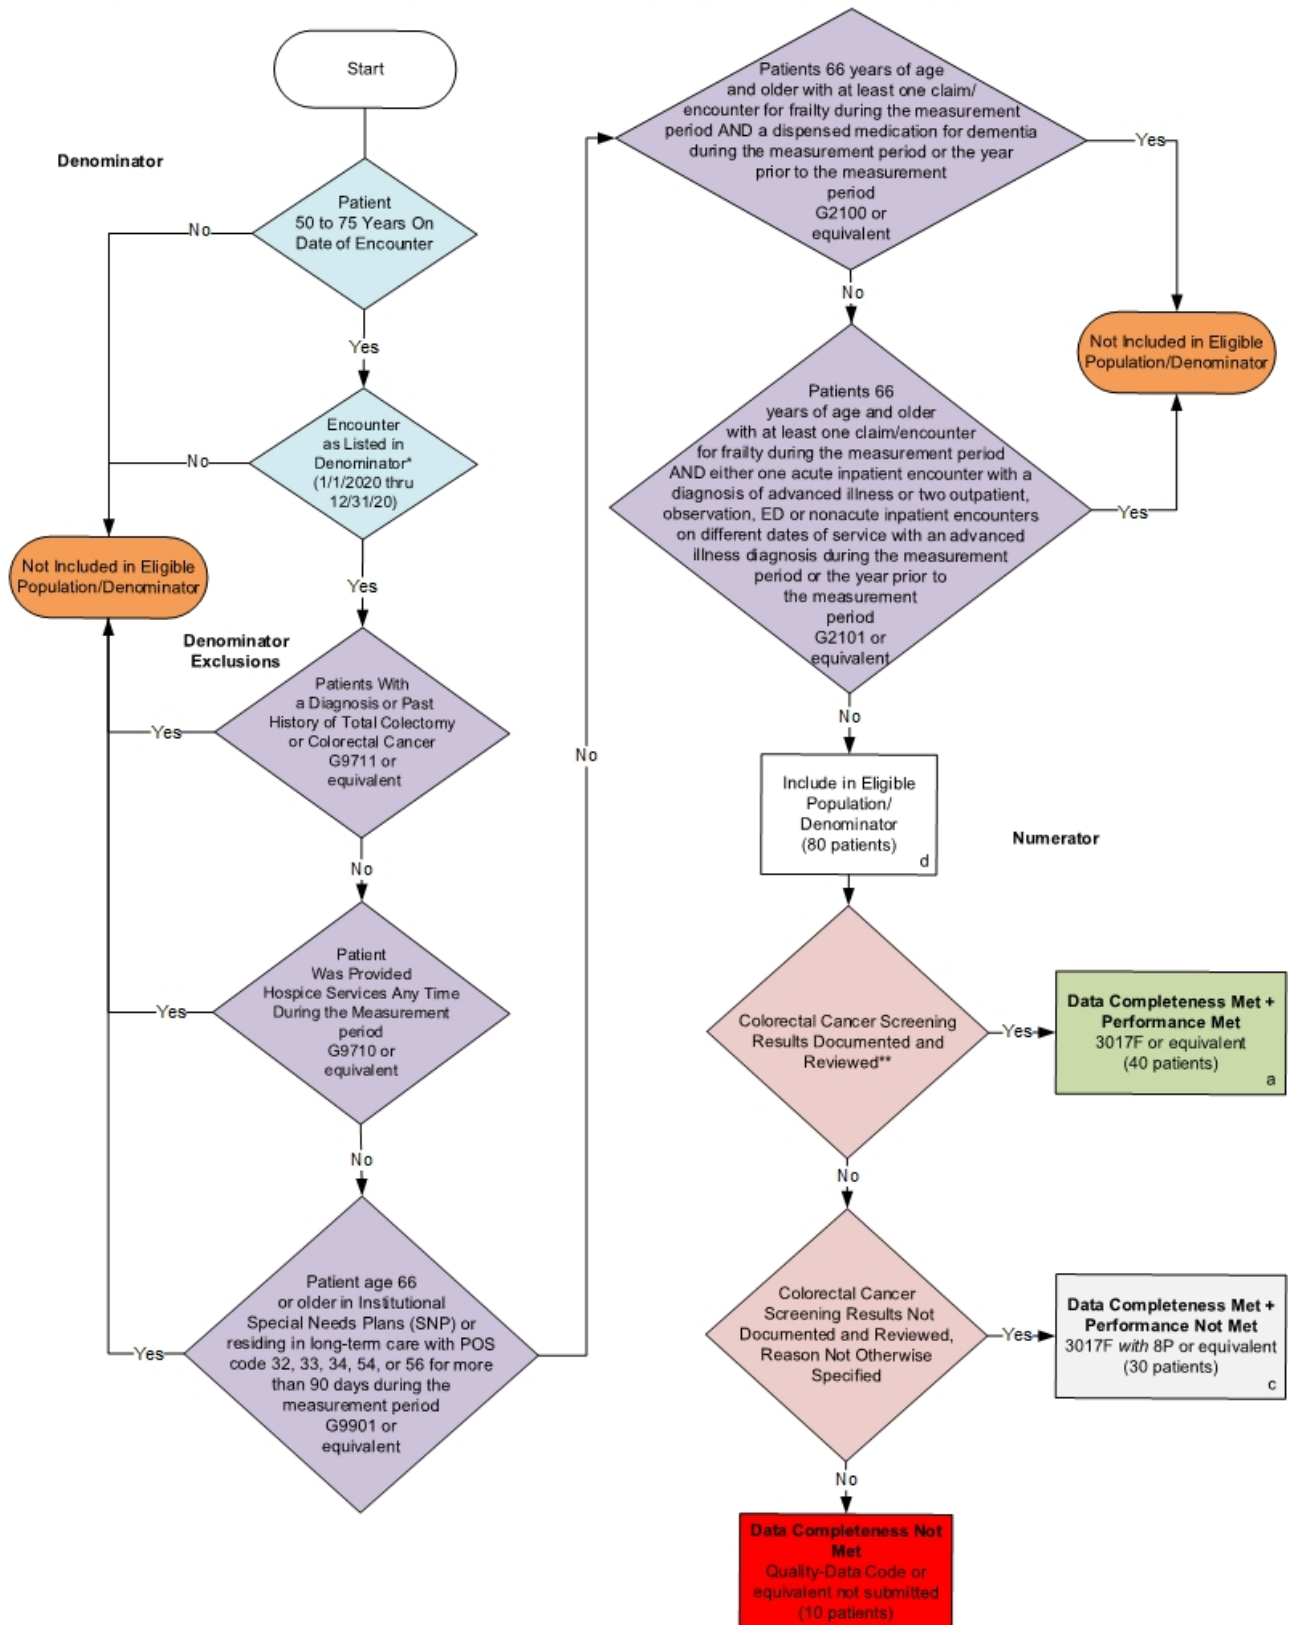 Start
Denominator
Patient
50 to 75 Years On
Date of Encounter
No
Yes
Encounter
as Listed in
Denominator*
(1/1/2020 thru
12/31/20)
No
Not Included in Eligible
Population/Denominator
Yes
Denominator
Exclusions
Patients With
a Diagnosis or Past
History of Total Colectomy
or Colorectal Cancer
G9711 or
equivalent
Yes
No
Patient
Was Provided
Hospice Services Any Time
During the Measurement
period
G9710 or
equivalent
Yes
No
Patient age 66
or older in Institutional
Special Needs Plans (SNP) or
residing in long-term care with POS
code 32, 33, 34, 54, or 56 for more
than 90 days during the
measurement period
G9901 or
equivalent
Yes
No
Patients 66 years of age
and older with at least one claim/
encounter for frailty during the measurement
period AND a dispensed medication for dementia
during the measurement period or the year
prior to the measurement
period
G2100 or
equivalent
Yes
No
Not Included in Eligible
Population/Denominator
Patients 66
years of age and older
with at least one claim/encounter
for frailty during the measurement period
AND either one acute inpatient encounter with a
diagnosis of advanced illness or two outpatient,
observation, ED or nonacute inpatient encounters
on different dates of service with an advanced
illness diagnosis during the measurement
period or the year prior to
the measurement
period
G2101 or
equivalent
Yes
No
Include in Eligible
Population/
Denominator
(80 patients)
d
Numerator
Colorectal Cancer Screening
Results Documented and
Reviewed**
Yes
Data Completeness Met +
Performance Met
3017F or equivalent
(40 patients)
a
No
Colorectal Cancer
Screening Results Not
Documented and Reviewed,
Reason Not Otherwise
Specified
Yes
Data Completeness Met +
Performance Not Met
3017F with 8P or equivalent
(30 patients)
c
No
Data Completeness Not
Met
Quality-Data Code or
equivalent not submitted
(10 patients)